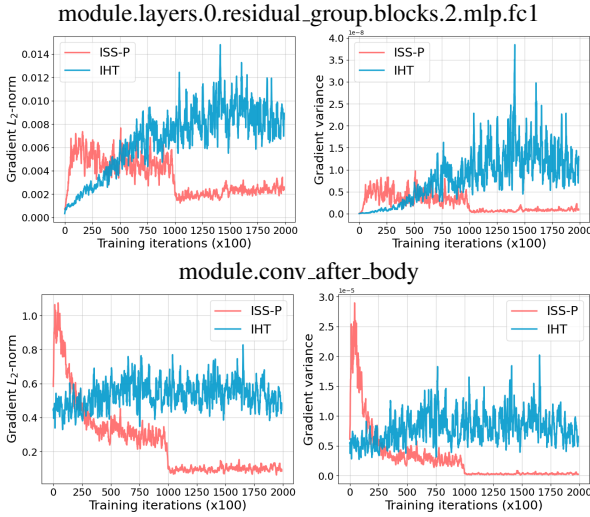 module.layers.0.residual_group.blocks.2.mlp.fc1
0.014
0.012
0.010
0.008
0.006
0.004
0.002
0.000
Gradient L2-norm
ISS-P
IHT
0 250 500 750 1000 1250 1500 1750 2000
Training iterations (x100)
1e-8
4.0
3.5
3.0
2.5
2.0
1.5
1.0
0.5
0.0
Gradient variance
ISS-P
IHT
0 250 500 750 1000 1250 1500 1750 2000
Training iterations (x100)
module.conv_after_body
1.0
0.8
0.6
0.4
0.2
Gradient L2-norm
ISS-P
IHT
0 250 500 750 1000 1250 1500 1750 2000
Training iterations (x100)
1e-5
3.0
2.5
2.0
1.5
1.0
0.5
0.0
Gradient variance
ISS-P
IHT
0 250 500 750 1000 1250 1500 1750 2000
Training iterations (x100)